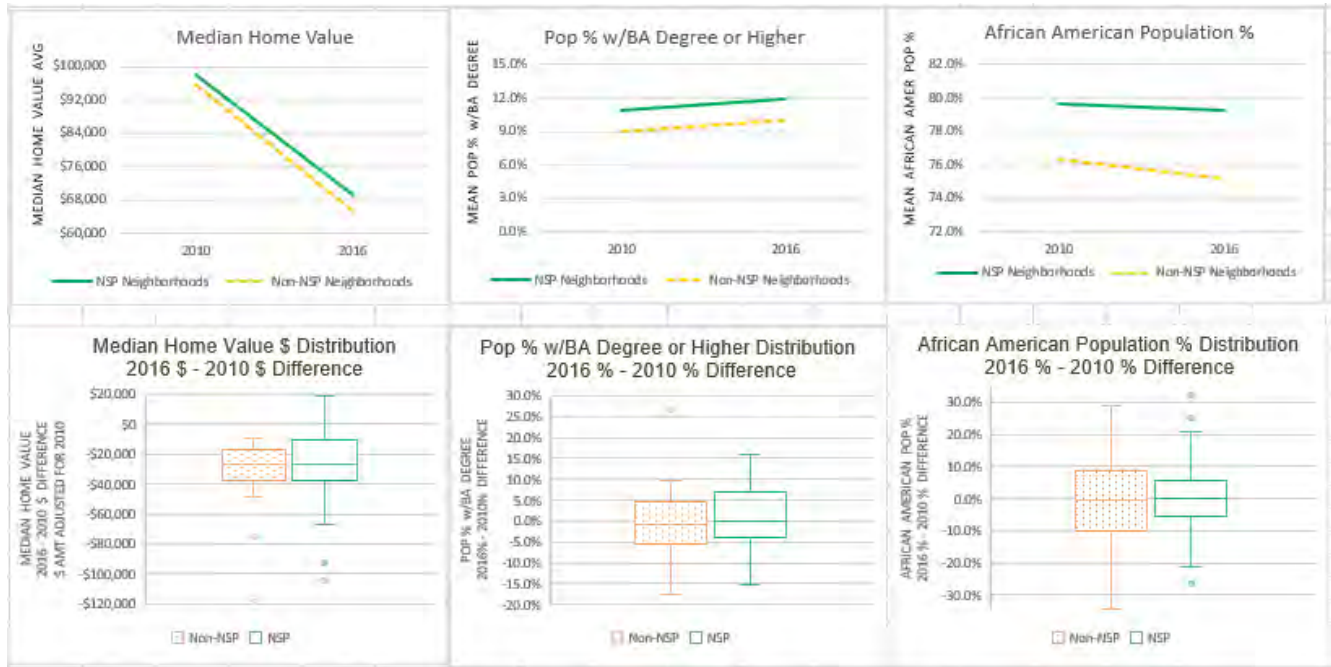 Median Home Value
MEDIAN HOME VALUE AVG
$100,000
$92,000
$84,000
$76,000
$68,000
$60,000
2010
2016
NSP Neighborhoods
Non-NSP Neighborhoods
Pop % w/BA Degree or Higher
MEAN POP % w/BA DEGREE
15.0%
12.0%
9.0%
6.0%
3.0%
0.0%
2010
2016
NSP Neighborhoods
Non-NSP Neighborhoods
African American Population %
MEAN AFRICAN AMER POP %
82.0%
80.0%
78.0%
76.0%
74.0%
72.0%
2010
2016
NSP Neighborhoods
Non-NSP Neighborhoods
Median Home Value $ Distribution
2016 $ - 2010 $ Difference
MEDIAN HOME VALUE
2016 - 2010 $ DIFFERENCE
$ AMT ADJUSTED FOR 2010
$20,000
$0
-$20,000
-$40,000
-$60,000
-$80,000
-$100,000
-$120,000
Non-NSP
NSP
Pop % w/BA Degree or Higher Distribution
2016 % - 2010 % Difference
POP % w/BA DEGREE
2016% - 2010% DIFFERENCE
30.0%
25.0%
20.0%
15.0%
10.0%
5.0%
0.0%
-5.0%
-10.0%
-15.0%
-20.0%
Non-NSP
NSP
African American Population % Distribution
2016 % - 2010 % Difference
AFRICAN AMERICAN POP %
2016 % - 2010 % DIFFERENCE
30.0%
20.0%
10.0%
0.0%
-10.0%
-20.0%
-30.0%
Non-NSP
NSP